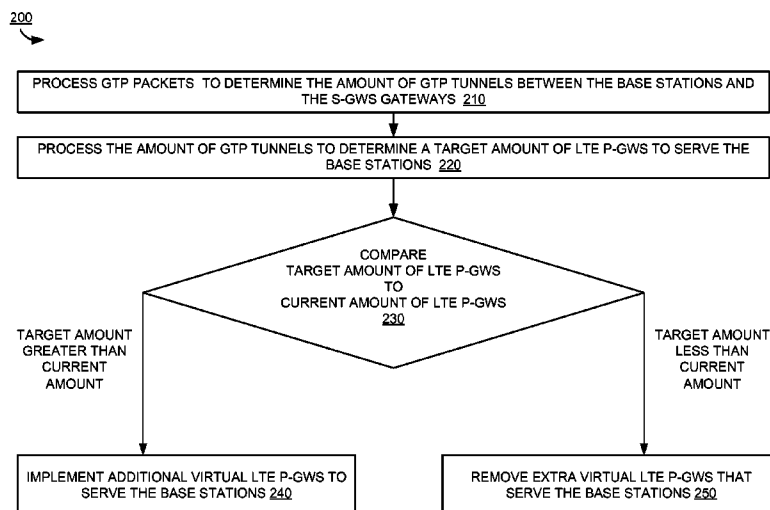 200
PROCESS GTP PACKETS TO DETERMINE THE AMOUNT OF GTP TUNNELS BETWEEN THE BASE STATIONS AND
THE S-GWS GATEWAYS 210
PROCESS THE AMOUNT OF GTP TUNNELS TO DETERMINE A TARGET AMOUNT OF LTE P-GWS TO SERVE THE
BASE STATIONS 220
COMPARE
TARGET AMOUNT OF LTE P-GWS
TO
CURRENT AMOUNT OF LTE P-GWS
230
TARGET AMOUNT
GREATER THAN
CURRENT
AMOUNT
TARGET AMOUNT
LESS THAN
CURRENT
AMOUNT
IMPLEMENT ADDITIONAL VIRTUAL LTE P-GWS TO
SERVE THE BASE STATIONS 240
REMOVE EXTRA VIRTUAL LTE P-GWS THAT
SERVE THE BASE STATIONS 250